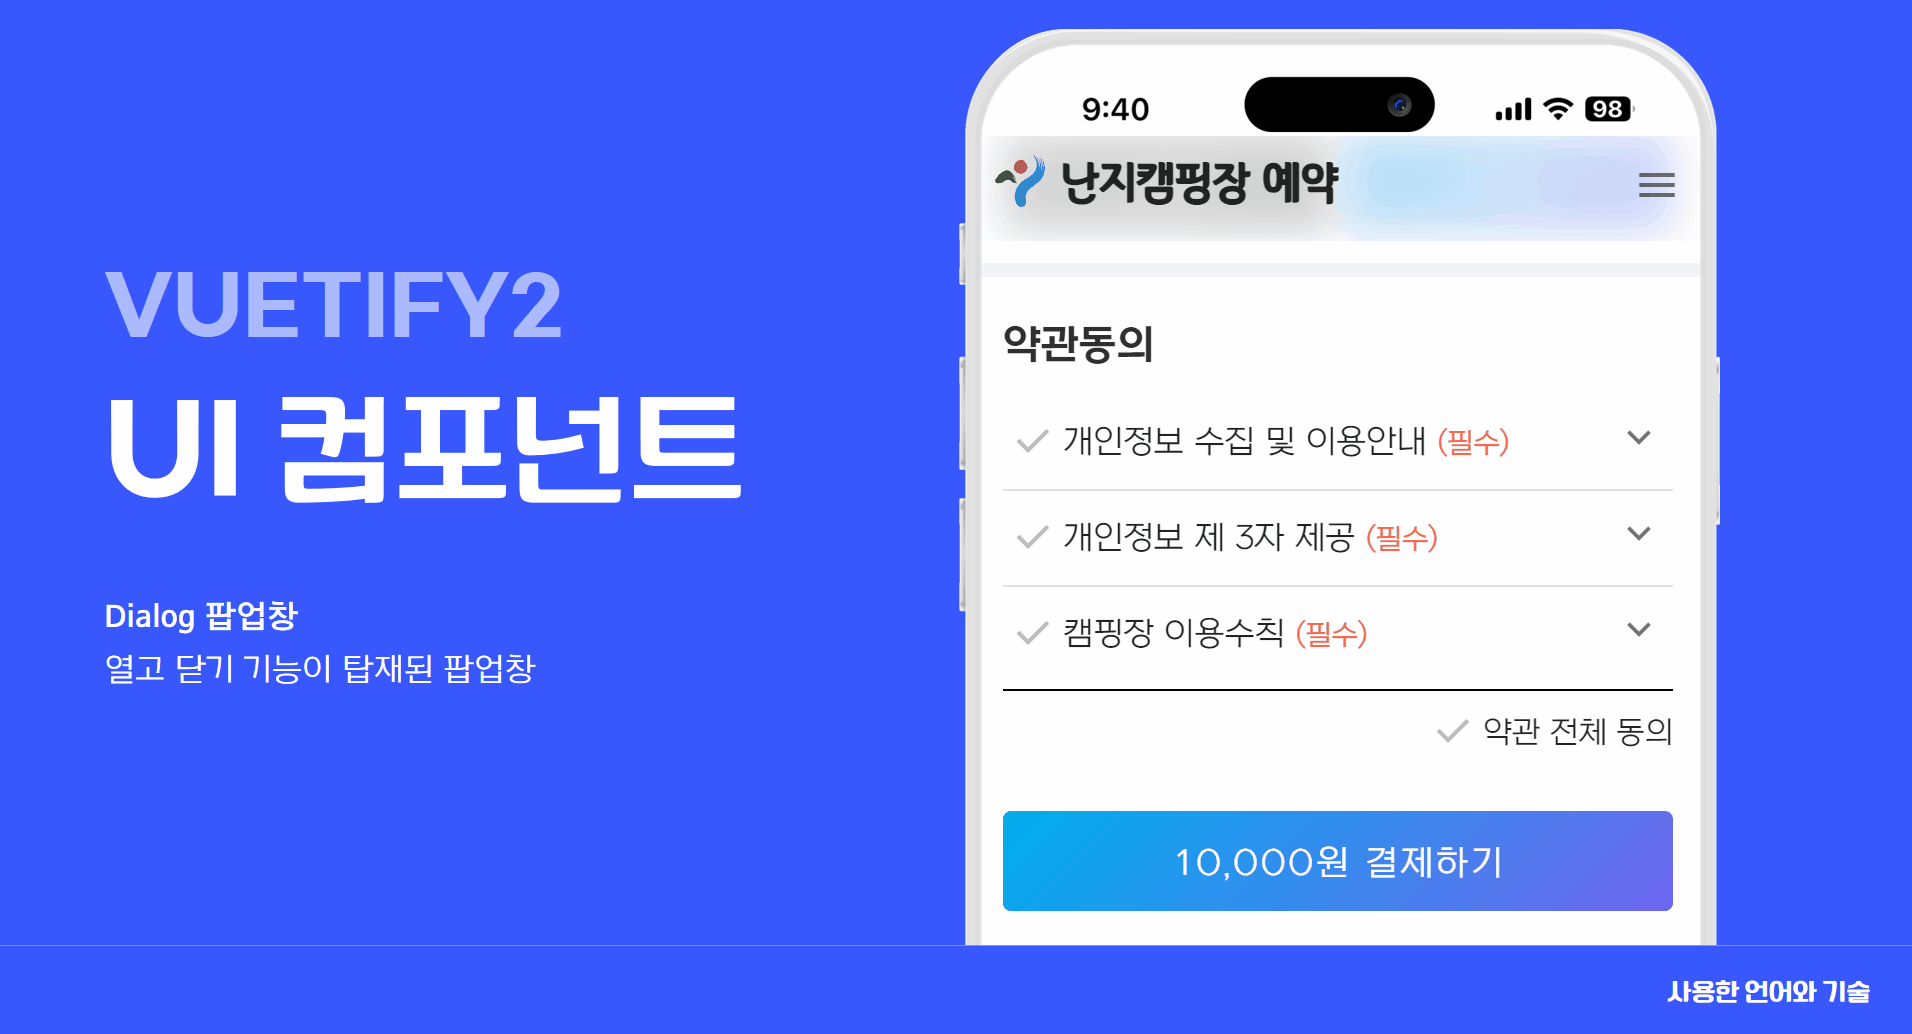 VUETIFY2
UI 컴포넌트
Dialog 팝업창
열고 닫기 기능이 탑재된 팝업창
9:40
98
난지캠핑장 예약
약관동의
개인정보 수집 및 이용안내 (필수)
개인정보 제 3자 제공 (필수)
캠핑장 이용수칙 (필수)
약관 전체 동의
10,000원 결제하기
사용한 언어와 기술